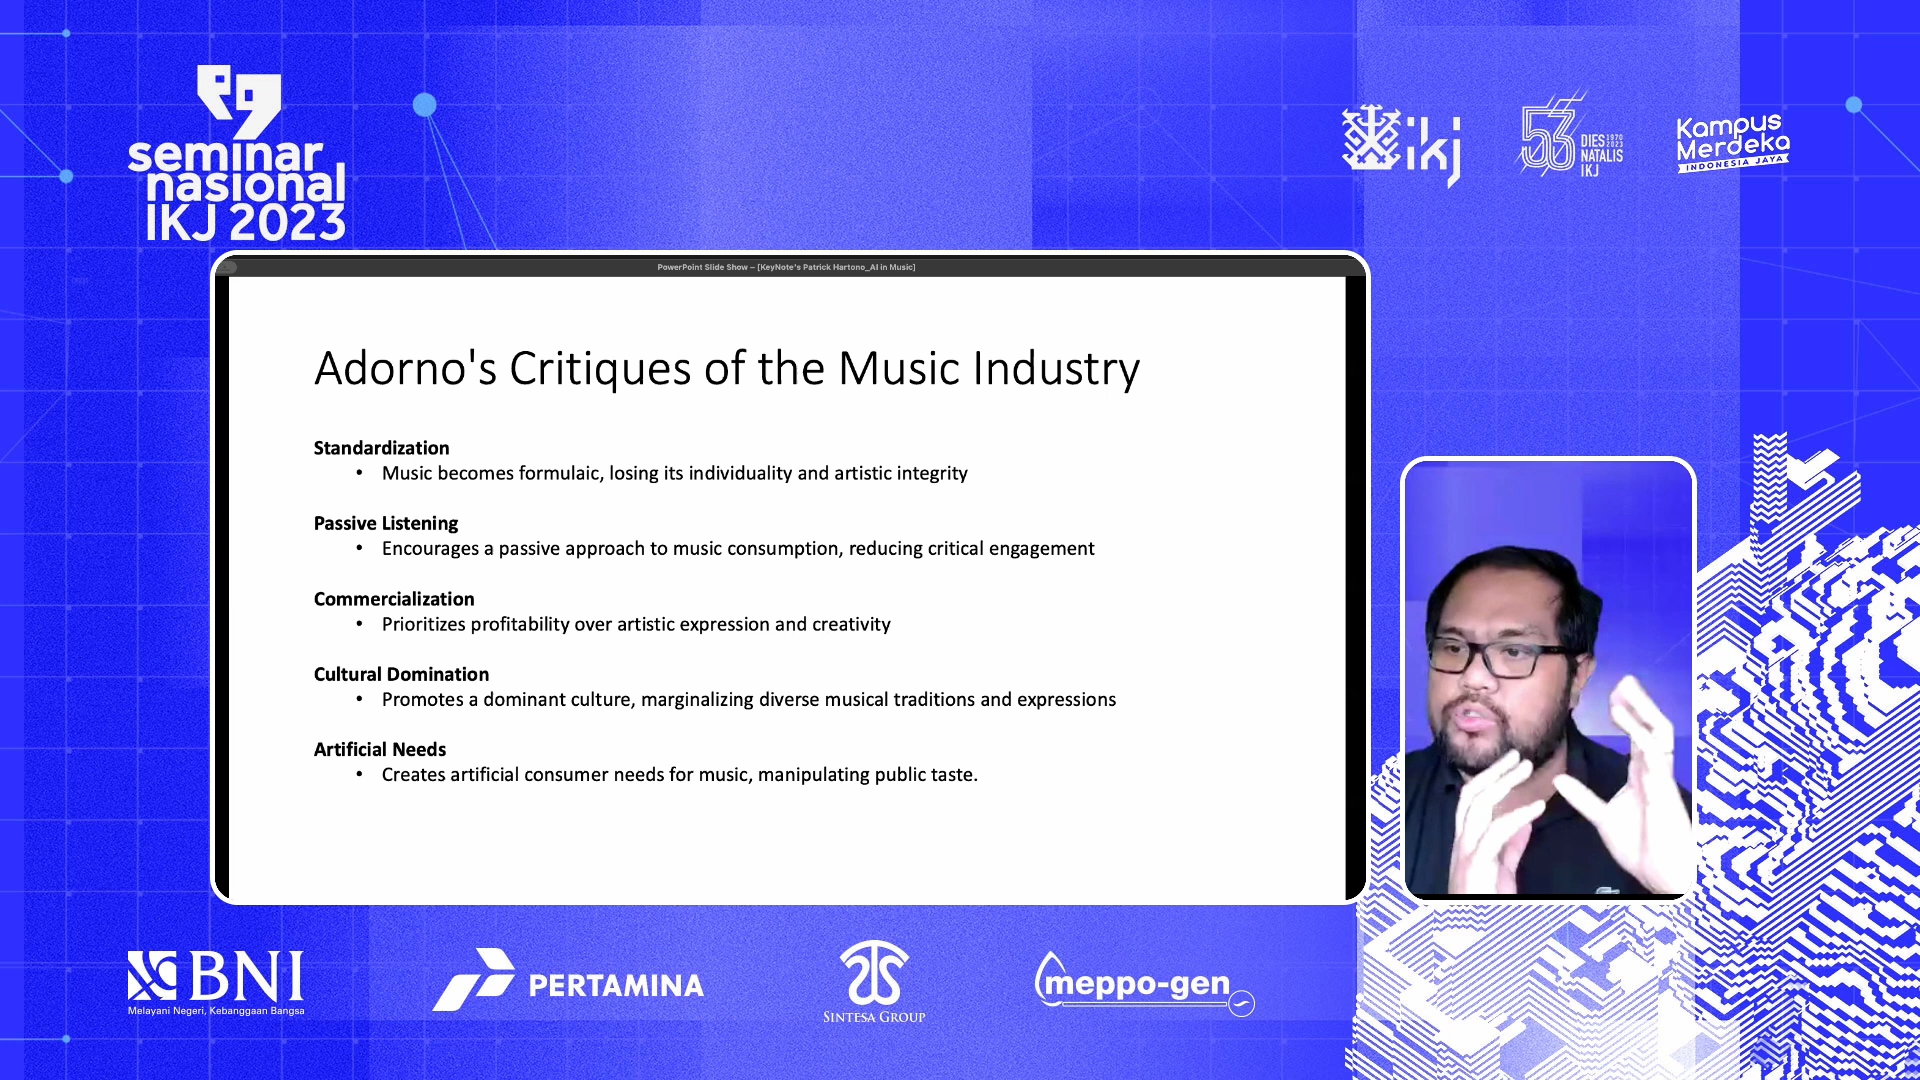 seminar
nasional
IKJ 2023
ikj
53
DIES 1970
NATALIS 2023
IKJ
Kampus
Merdeka
INDONESIA JAYA
PowerPoint Slide Show – [KeyNote's Patrick Hartono_AI in Music]
Adorno's Critiques of the Music Industry
Standardization
• Music becomes formulaic, losing its individuality and artistic integrity
Passive Listening
• Encourages a passive approach to music consumption, reducing critical engagement
Commercialization
• Prioritizes profitability over artistic expression and creativity
Cultural Domination
• Promotes a dominant culture, marginalizing diverse musical traditions and expressions
Artificial Needs
• Creates artificial consumer needs for music, manipulating public taste.
BNI
Melayani Negeri, Kebanggaan Bangsa
PERTAMINA
SINTESA GROUP
meppo-gen